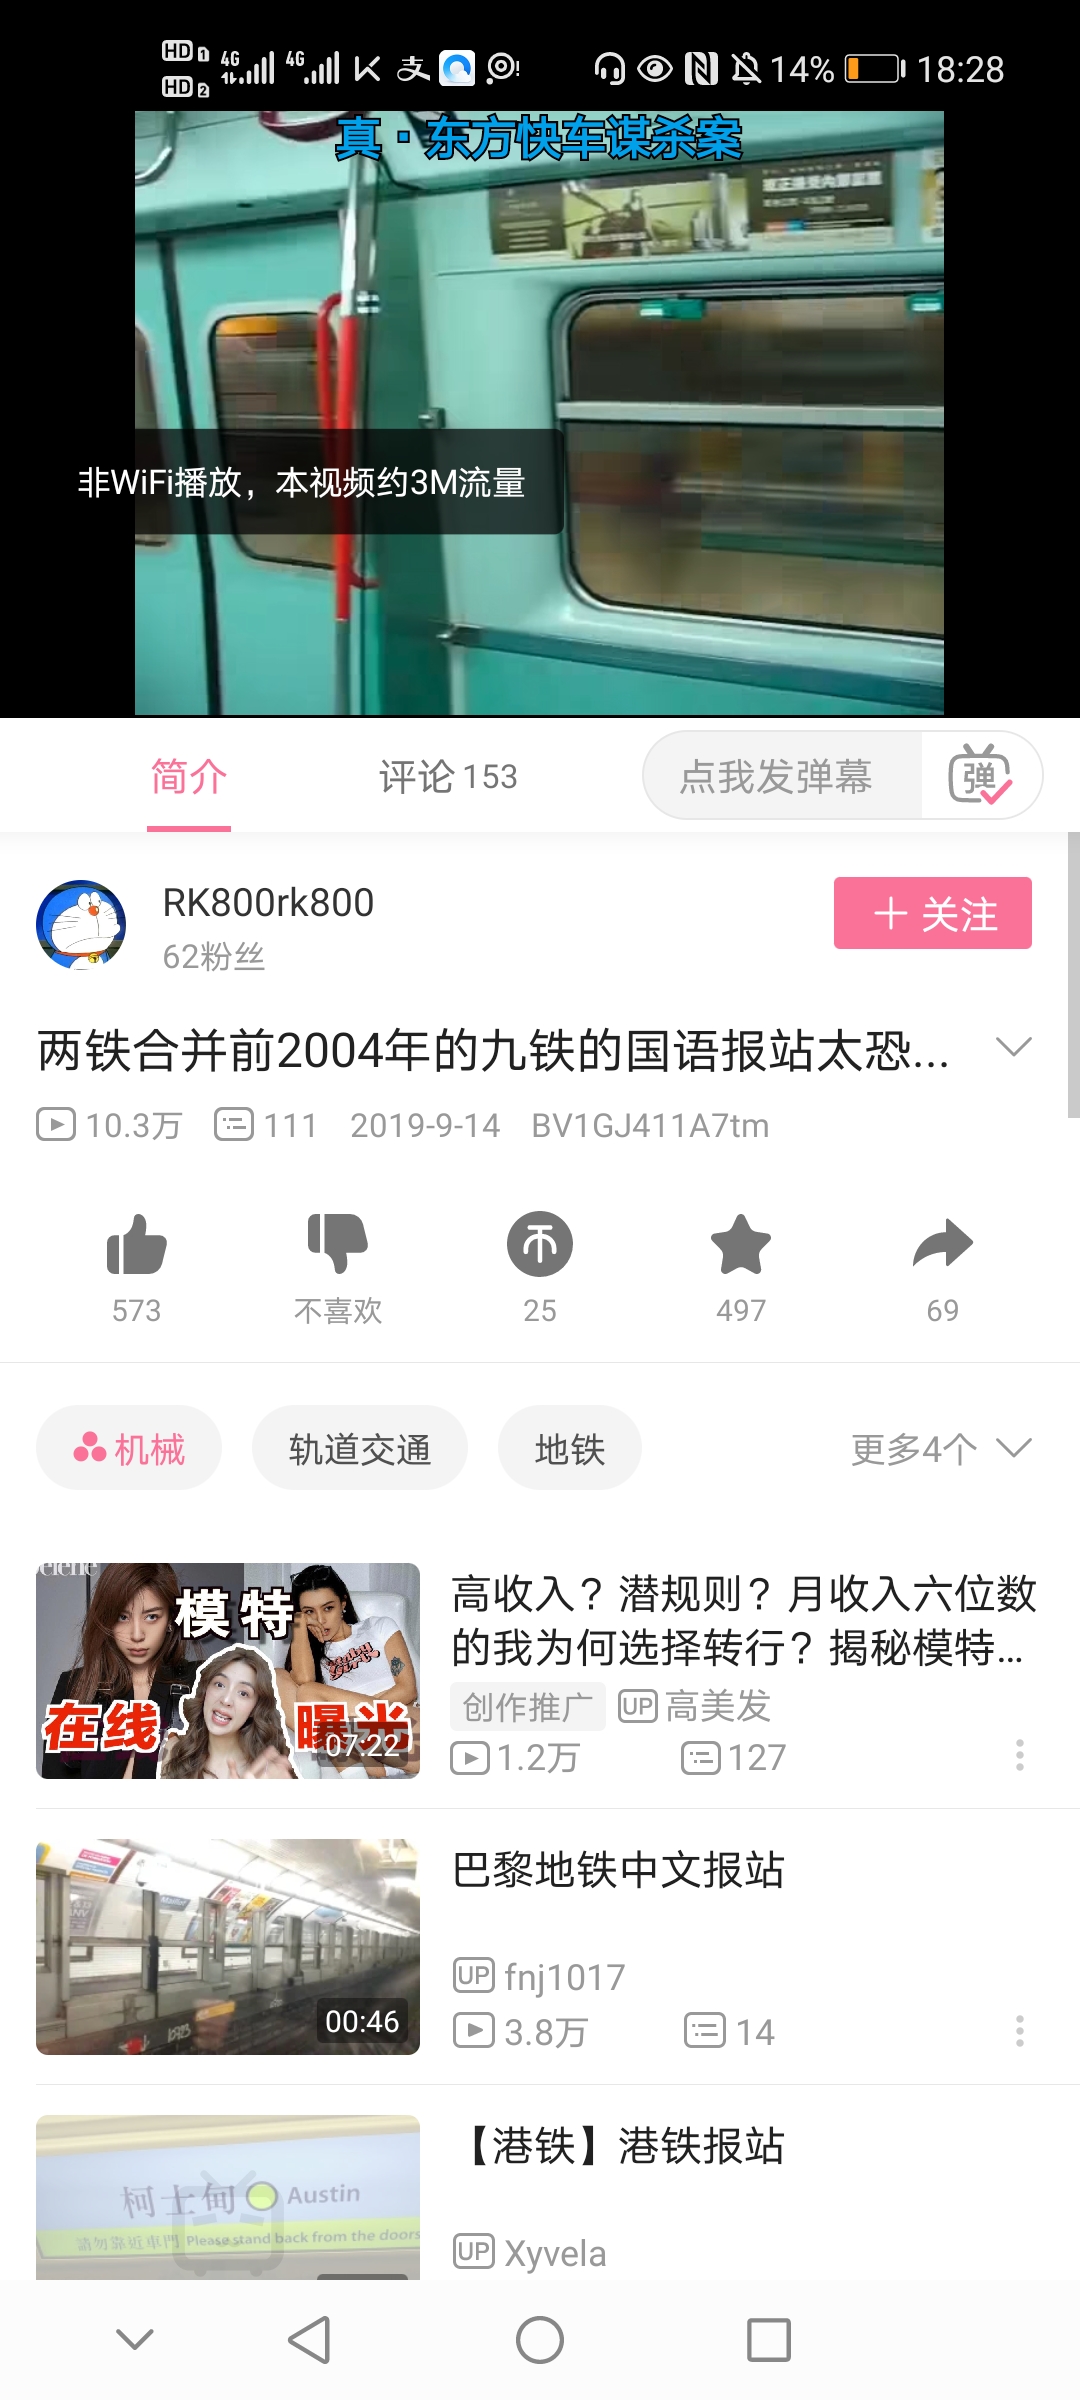 HD 1 4G 4G 14% 18:28
HD 2
真·东方快车谋杀案
非WiFi播放，本视频约3M流量
简介 评论 153 点我发弹幕 弹
RK800rk800
62粉丝
+ 关注
两铁合并前2004年的九铁的国语报站太恐...
10.3万 111 2019-9-14 BV1GJ411A7tm
573 不喜欢 25 497 69
机械 轨道交通 地铁 更多4个
模特
在线 曝光
07:22
高收入？潜规则？月收入六位数
的我为何选择转行？揭秘模特...
创作推广 UP 高美发
1.2万 127
00:46
巴黎地铁中文报站
UP fnj1017
3.8万 14
柯士甸 Austin
請勿靠近車門 Please stand back from the doors
【港铁】港铁报站
UP Xyvela